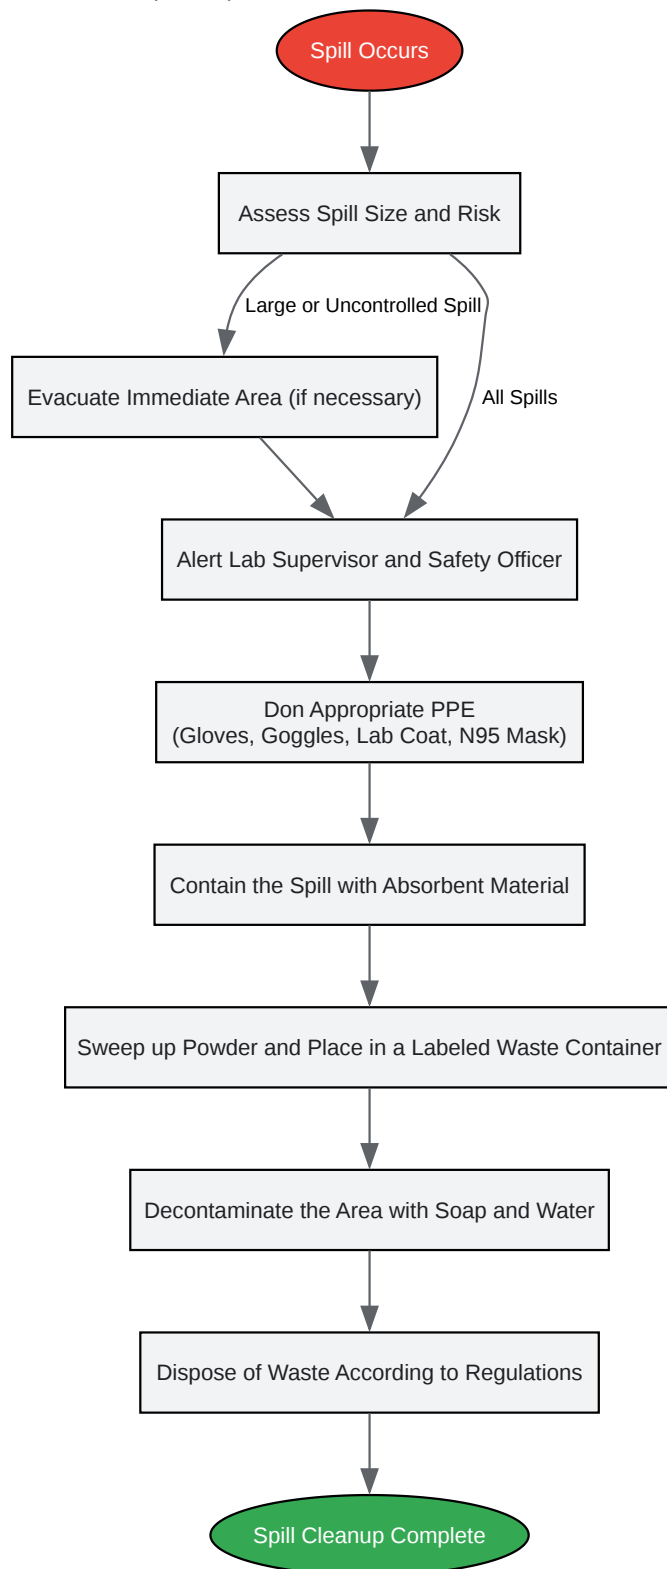 Spill Occurs
Assess Spill Size and Risk
Large or Uncontrolled Spill
Evacuate Immediate Area (if necessary)
All Spills
Alert Lab Supervisor and Safety Officer
Don Appropriate PPE
(Gloves, Goggles, Lab Coat, N95 Mask)
Contain the Spill with Absorbent Material
Sweep up Powder and Place in a Labeled Waste Container
Decontaminate the Area with Soap and Water
Dispose of Waste According to Regulations
Spill Cleanup Complete